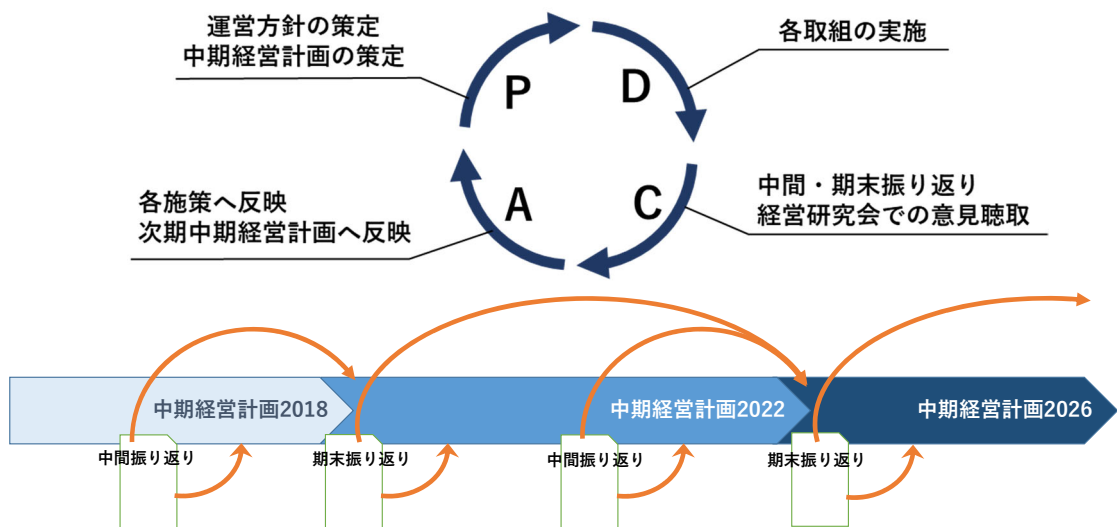 運営方針の策定
中期経営計画の策定
各取組の実施
P
D
A
C
各施策へ反映
次期中期経営計画へ反映
中間・期末振り返り
経営研究会での意見聴取
中期経営計画2018
中期経営計画2022
中期経営計画2026
中間振り返り
期末振り返り
中間振り返り
期末振り返り